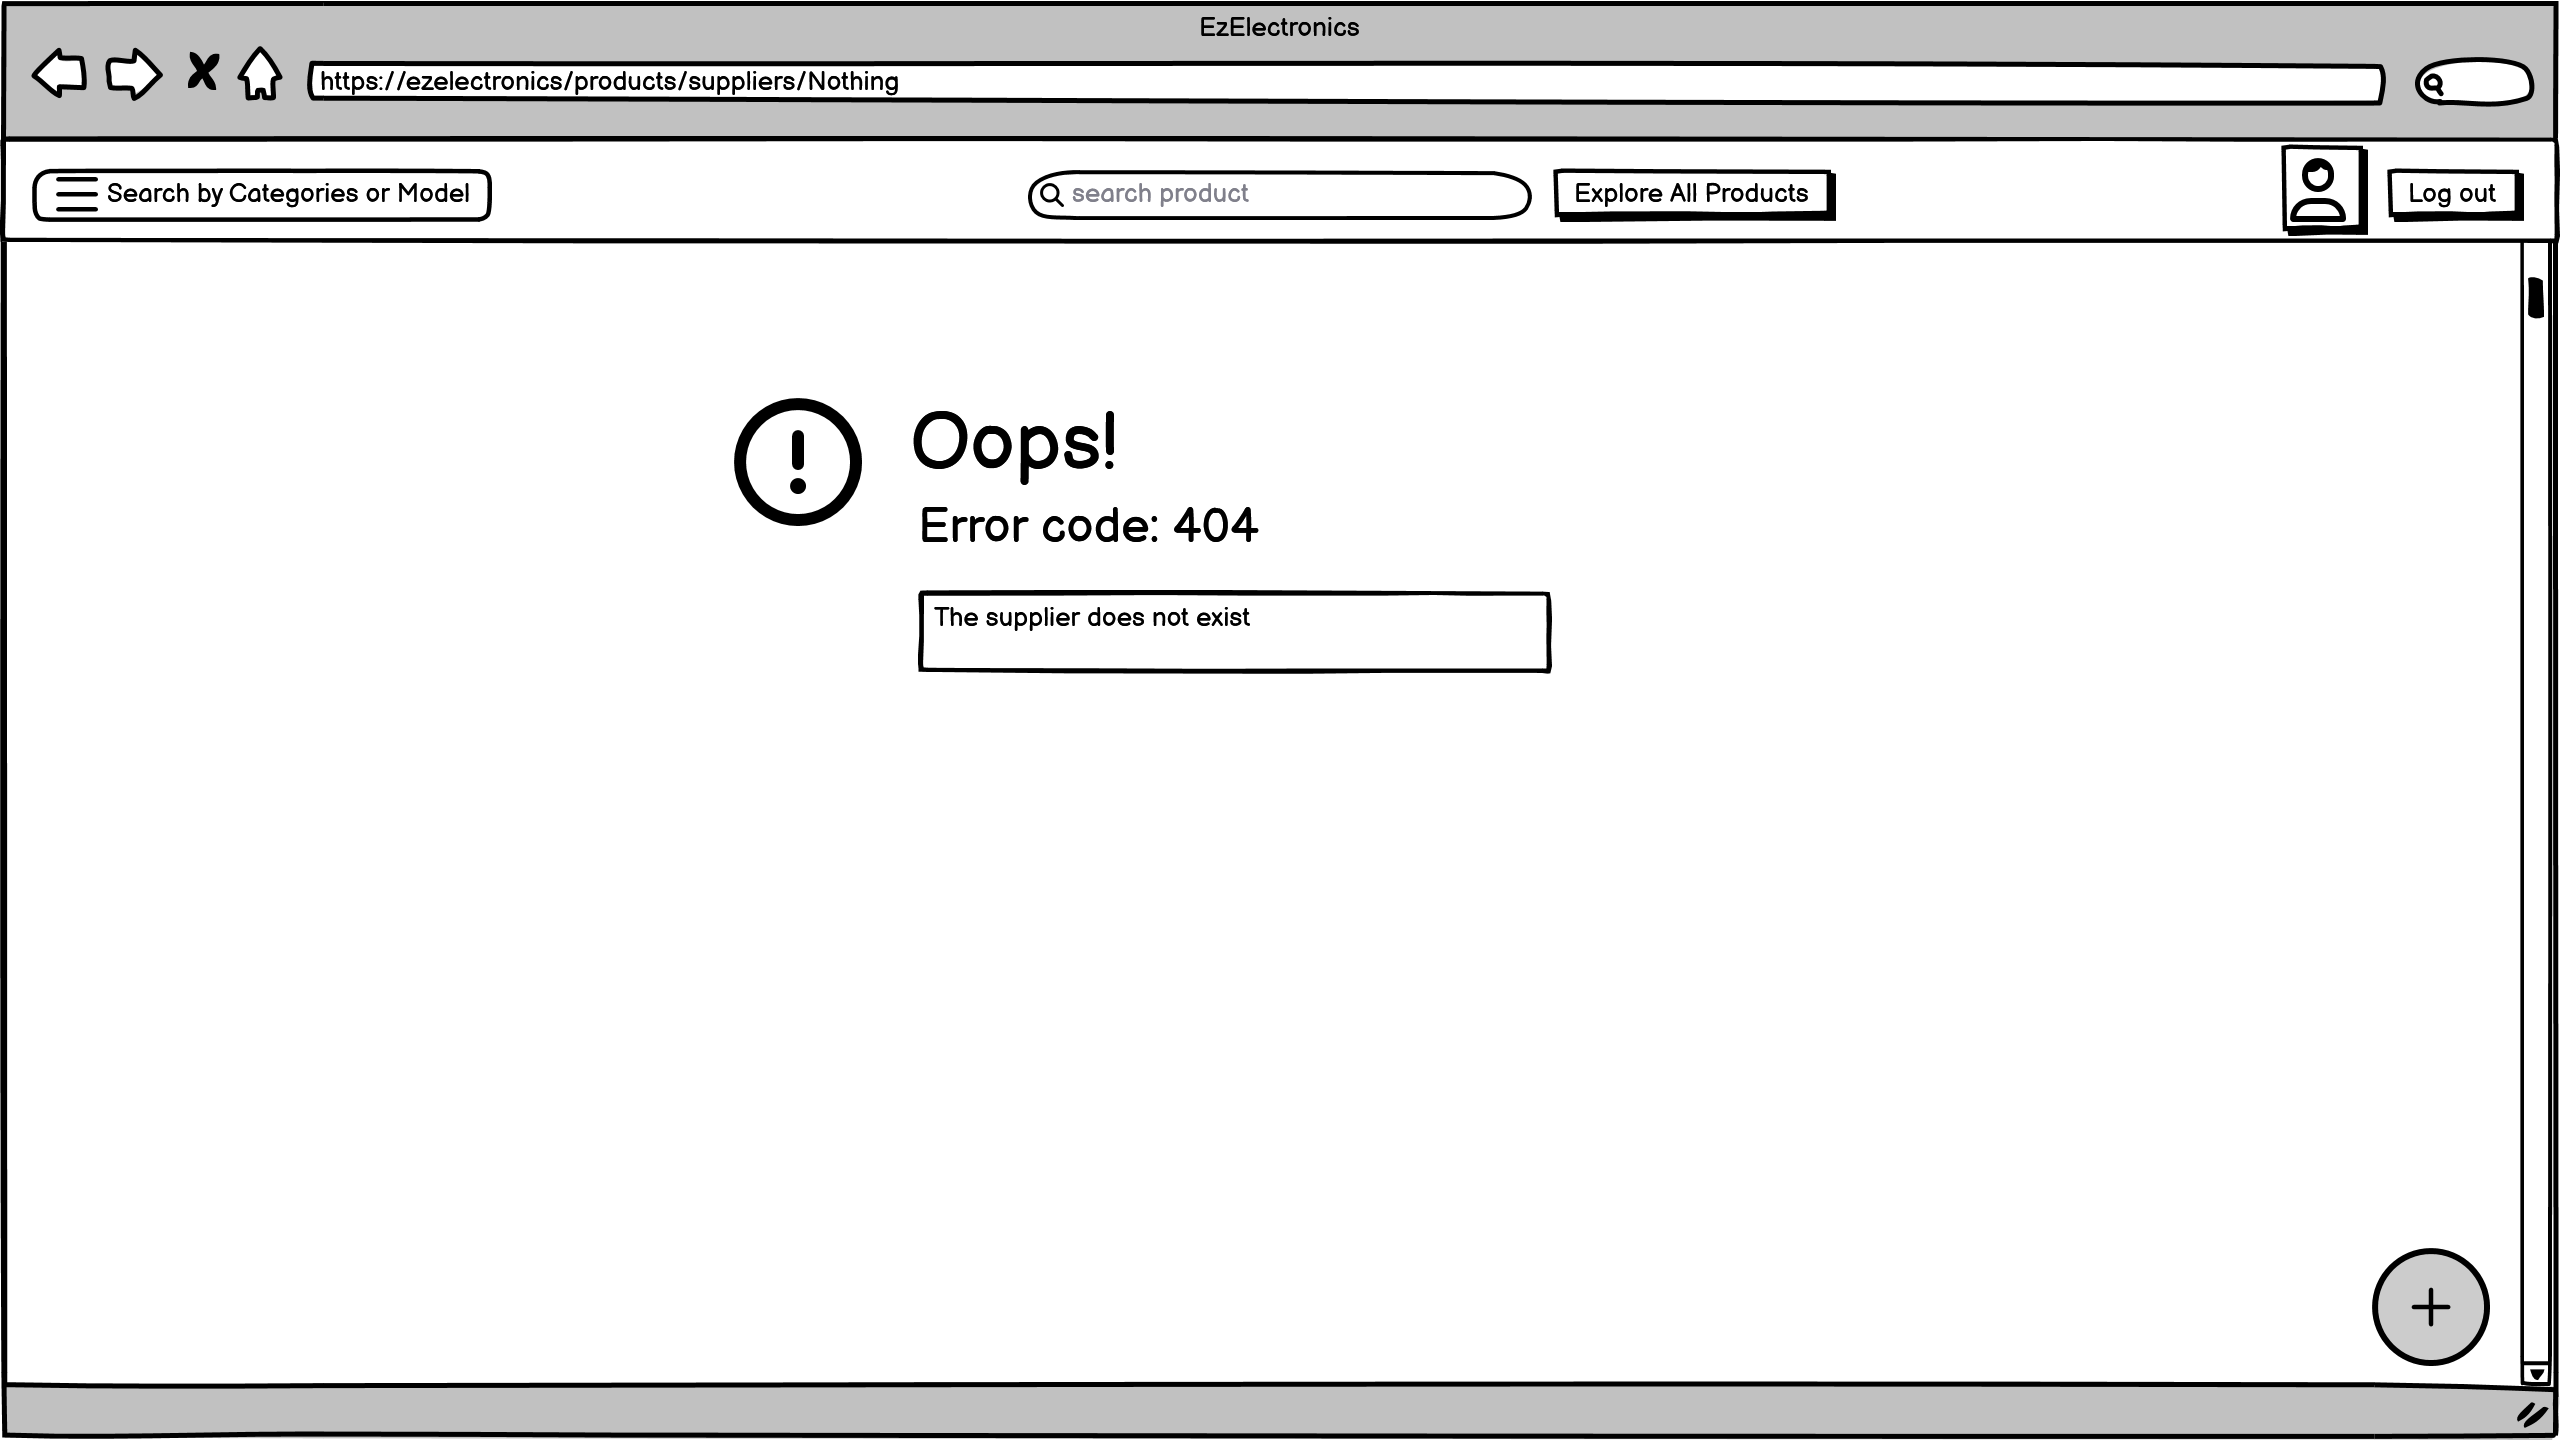 EzElectronics
https://ezelectronics/products/suppliers/Nothing
Search by Categories or Model
search product
Explore All Products
Log out
Oops!
Error code: 404
The supplier does not exist